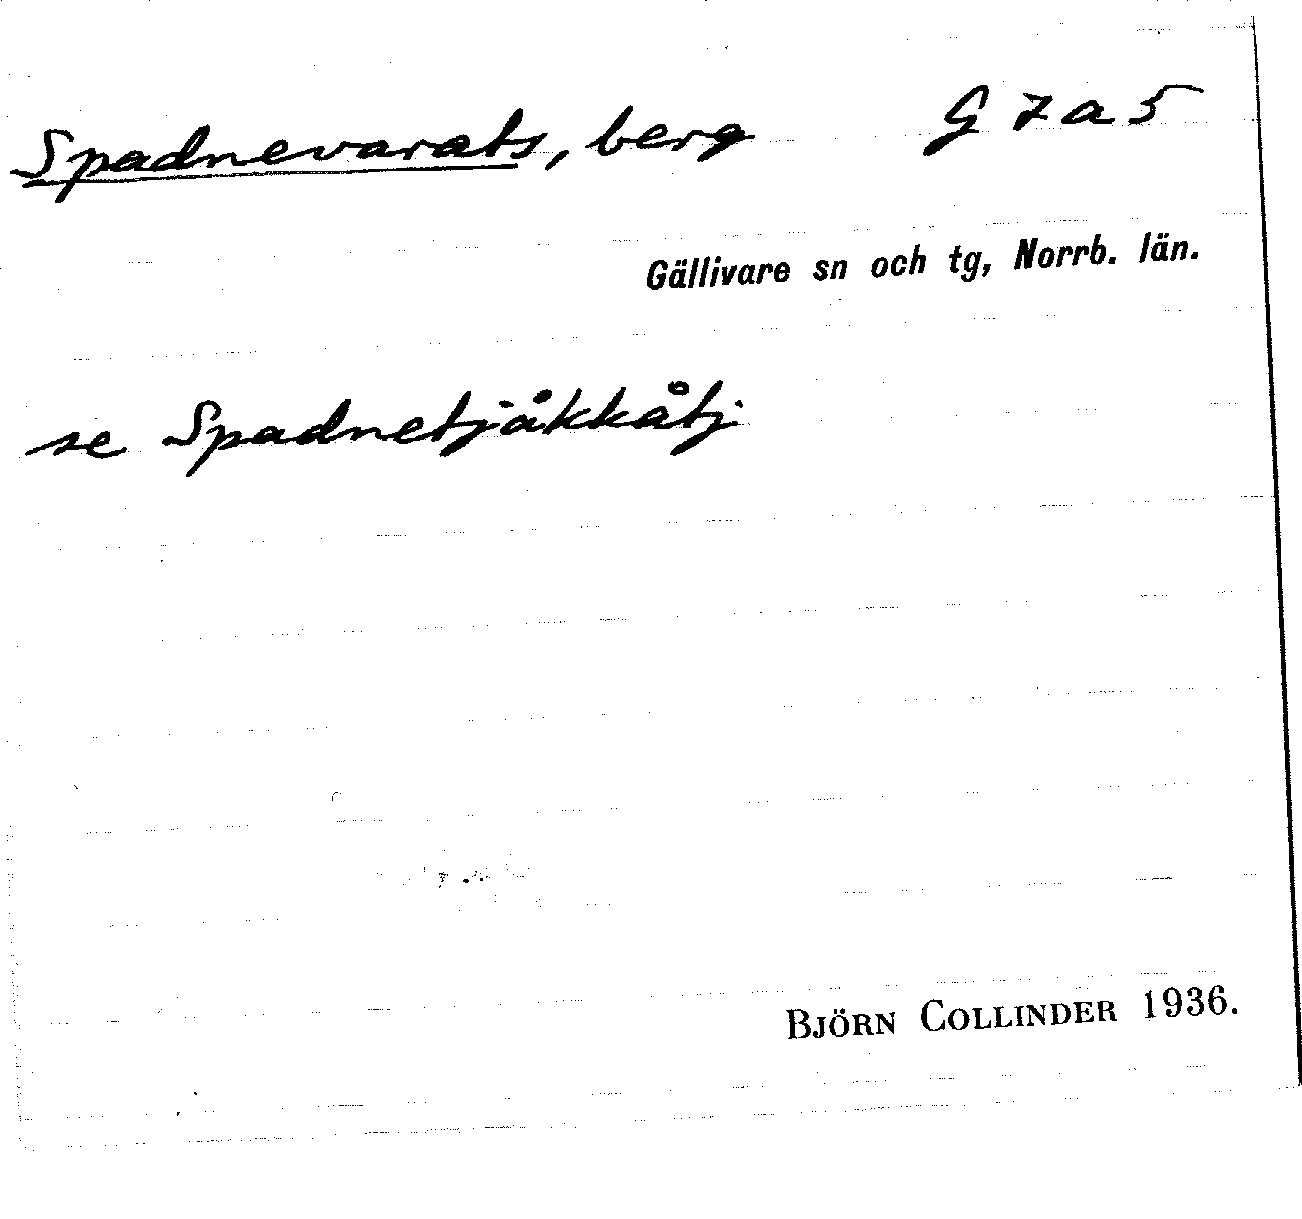 Spadnevarats, berg G 7 a 5
Gällivare sn och tg, Norrb. län.
se Spadnetjåkkåtj
BJÖRN COLLINDER 1936.